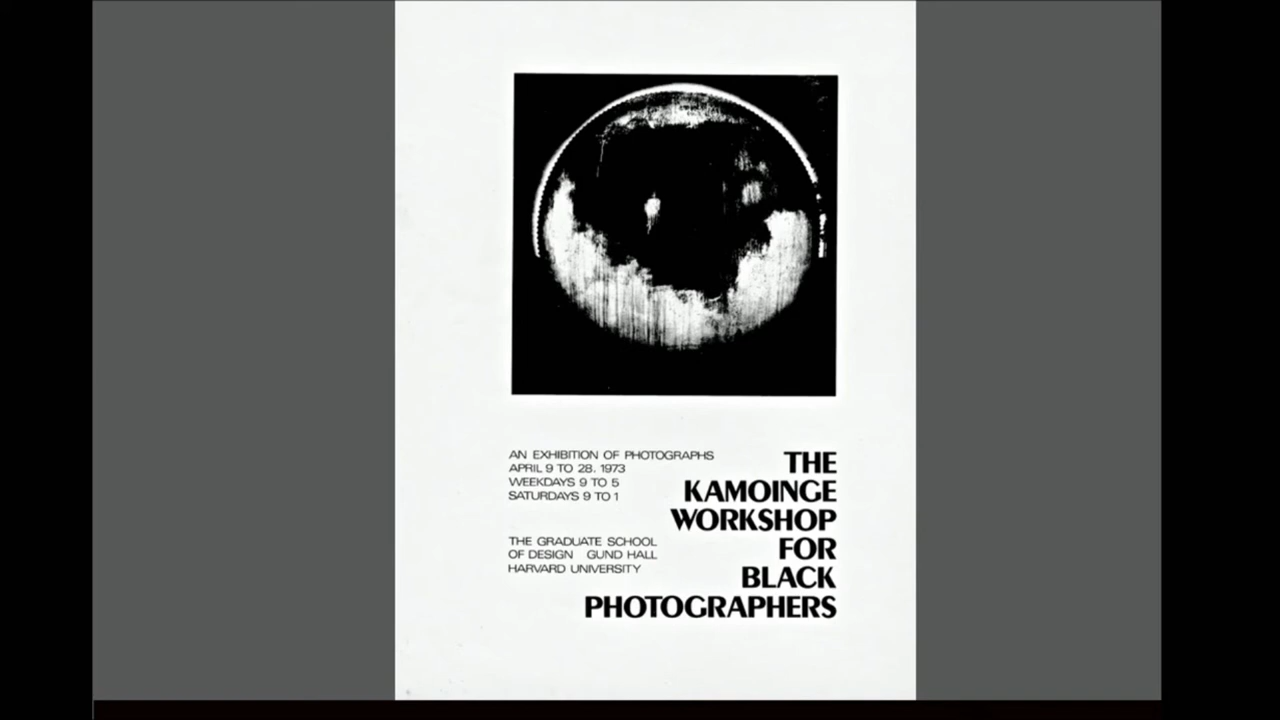 AN EXHIBITION OF PHOTOGRAPHS
APRIL 9 TO 28. 1973
WEEKDAYS 9 TO 5
SATURDAYS 9 TO 1
THE GRADUATE SCHOOL
OF DESIGN GUND HALL
HARVARD UNIVERSITY
THE
KAMOINGE
WORKSHOP
FOR
BLACK
PHOTOGRAPHERS